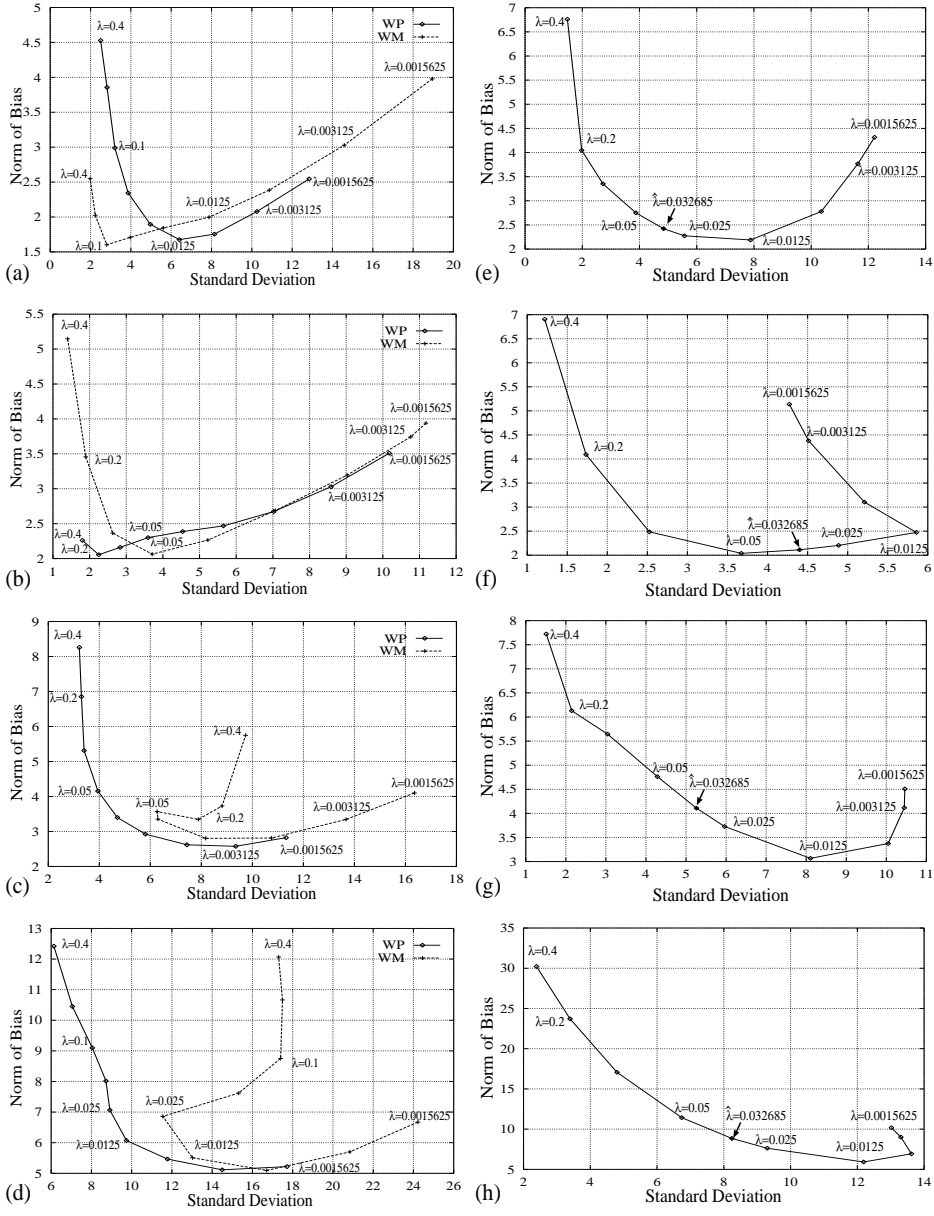 5
4.5
4
3.5
3
2.5
2
1.5
0 2 4 6 8 10 12 14 16 18 20
Norm of Bias
Standard Deviation
WP
WM
λ=0.4
λ=0.1
λ=0.4
λ=0.1
λ=0.0125
λ=0.0125
λ=0.003125
λ=0.0015625
λ=0.003125
λ=0.0015625
(a)
7
6.5
6
5.5
5
4.5
4
3.5
3
2.5
2
0 2 4 6 8 10 12 14
Norm of Bias
Standard Deviation
λ=0.4
λ=0.2
λ=0.05
λ̂=0.032685
λ=0.025
λ=0.0125
λ=0.003125
λ=0.0015625
(e)
5.5
5
4.5
4
3.5
3
2.5
2
1 2 3 4 5 6 7 8 9 10 11 12
Norm of Bias
Standard Deviation
WP
WM
λ=0.4
λ=0.2
λ=0.4
λ=0.2
λ=0.05
λ=0.05
λ=0.0015625
λ=0.003125
λ=0.0015625
λ=0.003125
(b)
7
6.5
6
5.5
5
4.5
4
3.5
3
2.5
2
1 1.5 2 2.5 3 3.5 4 4.5 5 5.5 6
Norm of Bias
Standard Deviation
λ=0.4
λ=0.2
λ=0.0015625
λ=0.003125
λ̂=0.032685
λ=0.05
λ=0.025
λ=0.0125
(f)
9
8
7
6
5
4
3
2
2 4 6 8 10 12 14 16 18
Norm of Bias
Standard Deviation
WP
WM
λ=0.4
λ=0.2
λ=0.05
λ=0.4
λ=0.05
λ=0.2
λ=0.003125
λ=0.0015625
λ=0.003125
λ=0.0015625
(c)
8
7.5
7
6.5
6
5.5
5
4.5
4
3.5
3
1 2 3 4 5 6 7 8 9 10 11
Norm of Bias
Standard Deviation
λ=0.4
λ=0.2
λ=0.05
λ̂=0.032685
λ=0.025
λ=0.0125
λ=0.0015625
λ=0.003125
(g)
13
12
11
10
9
8
7
6
5
6 8 10 12 14 16 18 20 22 24 26
Norm of Bias
Standard Deviation
WP
WM
λ=0.4
λ=0.1
λ=0.025
λ=0.0125
λ=0.4
λ=0.1
λ=0.025
λ=0.0125
λ=0.0015625
λ=0.0015625
(d)
35
30
25
20
15
10
5
2 4 6 8 10 12 14
Norm of Bias
Standard Deviation
λ=0.4
λ=0.2
λ=0.05
λ̂=0.032685
λ=0.025
λ=0.0125
λ=0.0015625
(h)